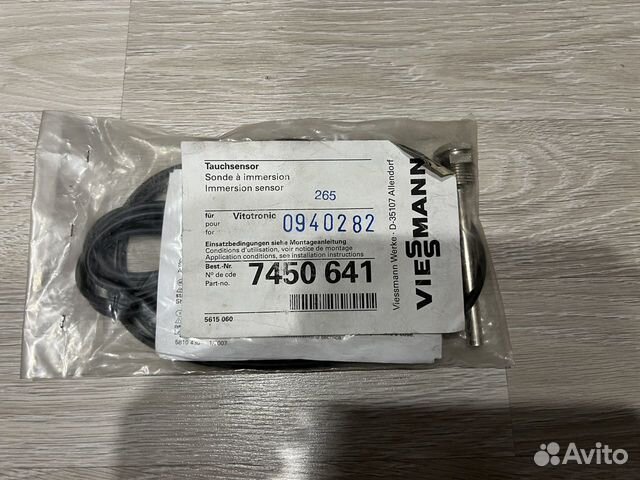 Tauchsensor
Sonde à immersion
Immersion sensor
265
für Vitotronic
pour
for
0940282
Einsatzbedingungen siehe Montageanleitung
Conditions d'utilisation, voir notice de montage
Application conditions, see installation instructions
Best.-Nr.
N° de cde
Part-no.
7450 641
5615 060
VIESSMANN
Viessmann Werke · D-35107 Allendorf
Avito